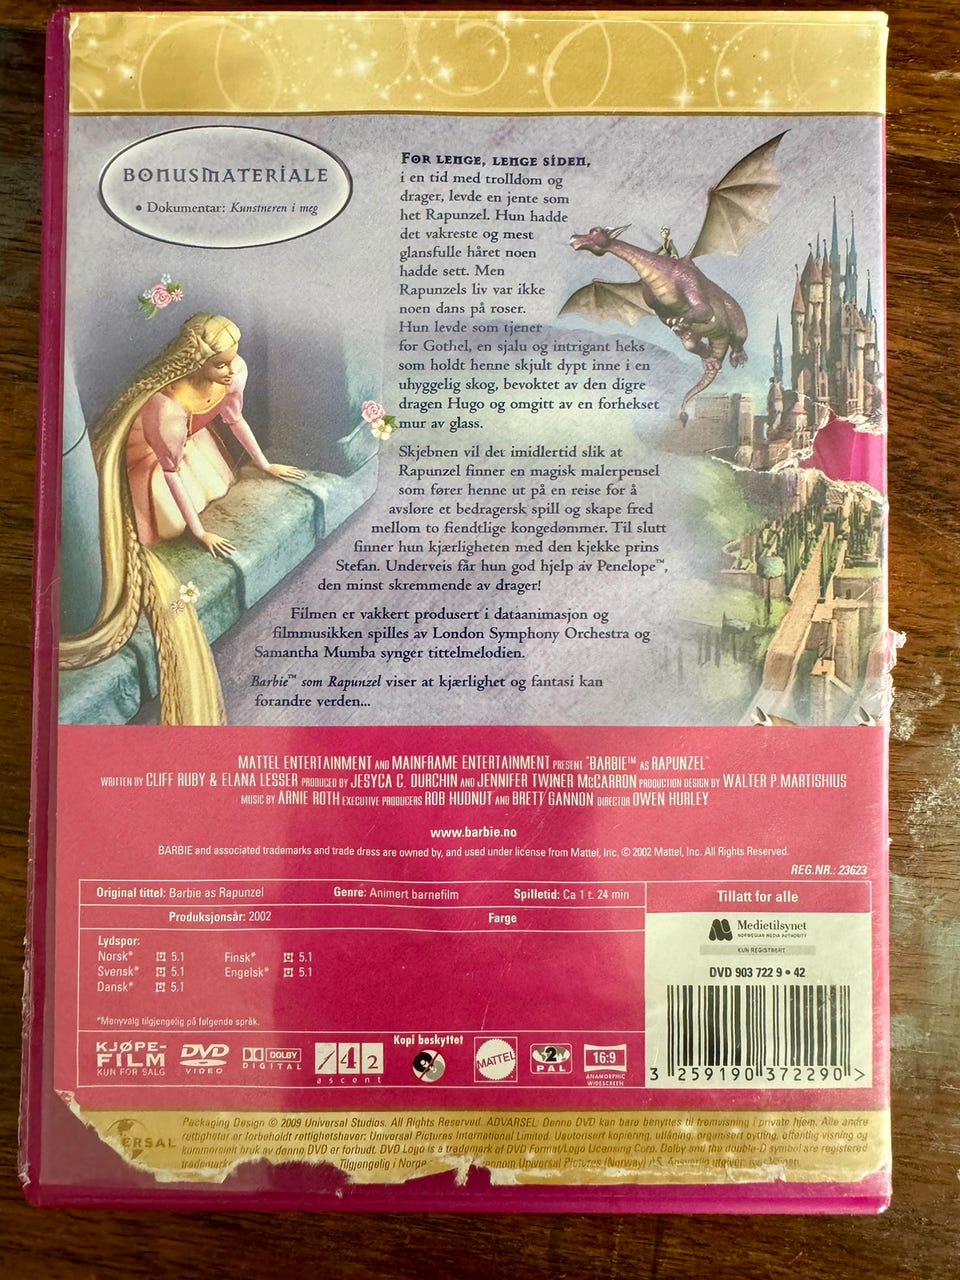 BONUSMATERIALE
• Dokumentar: Kunstneren i meg
FOR LENGE, LENGE SIDEN,
i en tid med trolldom og
drager, levde en jente som
het Rapunzel. Hun hadde
det vakreste og mest
glansfulle håret noen
hadde sett. Men
Rapunzels liv var ikke
noen dans på roser.
Hun levde som tjener
for Gothel, en sjalu og intrigant heks
som holdt henne skjult dypt inne i en
uhyggelig skog, bevoktet av den digre
dragen Hugo og omgitt av en forhekset
mur av glass.
Skjebnen vil det imidlertid slik at
Rapunzel finner en magisk malerpensel
som fører henne ut på en reise for å
avsløre et bedragersk spill og skape fred
mellom to fiendtlige kongedømmer. Til slutt
finner hun kjærligheten med den kjekke prins
Stefan. Underveis får hun god hjelp av Penelope™,
den minst skremmende av drager!
Filmen er vakkert produsert i dataanimasjon og
filmmusikken spilles av London Symphony Orchestra og
Samantha Mumba synger tittelmelodien.
Barbie™ som Rapunzel viser at kjærlighet og fantasi kan
forandre verden...
MATTEL ENTERTAINMENT AND MAINFRAME ENTERTAINMENT PRESENT "BARBIE™ AS RAPUNZEL"
WRITTEN BY CLIFF RUBY & ELANA LESSER PRODUCED BY JESYCA C. DURCHIN AND JENNIFER TWINER McCARRON PRODUCTION DESIGN BY WALTER P. MARTISHIUS
MUSIC BY ARNIE ROTH EXECUTIVE PRODUCERS ROB HUDNUT AND BRETT GANNON DIRECTOR OWEN HURLEY
www.barbie.no
BARBIE and associated trademarks and trade dress are owned by, and used under license from Mattel, Inc. © 2002 Mattel, Inc. All Rights Reserved.
REG.NR.: 23623
Original tittel: Barbie as Rapunzel Genre: Animert barnefilm Spilletid: Ca 1 t. 24 min
Produksjonsår: 2002 Farge
Lydspor:
Norsk* 5.1 Finsk* 5.1
Svensk* 5.1 Engelsk* 5.1
Dansk* 5.1
*Menyvalg tilgjengelig på følgende språk.
Tillatt for alle
Medietilsynet
NORWEGIAN MEDIA AUTHORITY
KUN REGISTRERT
DVD 903 722 9 • 42
3 259190 372290 >
KJØPE-
FILM
KUN FOR SALG
DVD
VIDEO
DOLBY
DIGITAL
142
ascent
Kopi beskyttet
MATTEL
2
PAL
16:9
ANAMORPHIC
WIDESCREEN
ERSAL
Packaging Design © 2009 Universal Studios. All Rights Reserved. ADVARSEL: Denne DVD kan bare benyttes til fremvisning i private hjem. Alle andre
rettigheter er forbeholdt rettighetshaver: Universal Pictures International Limited. Uautorisert kopiering, utlåning, organisert bytting, offentlig visning og
kommersielt bruk av denne DVD er forbudt. DVD Logo is a trademark of DVD Format/Logo Licensing Corp. Dolby and the double-D symbol are registered
trademark Tilgjengelig i Norge ennom Universal Pictures (Norway) AS. Ansvarlig utgiver: